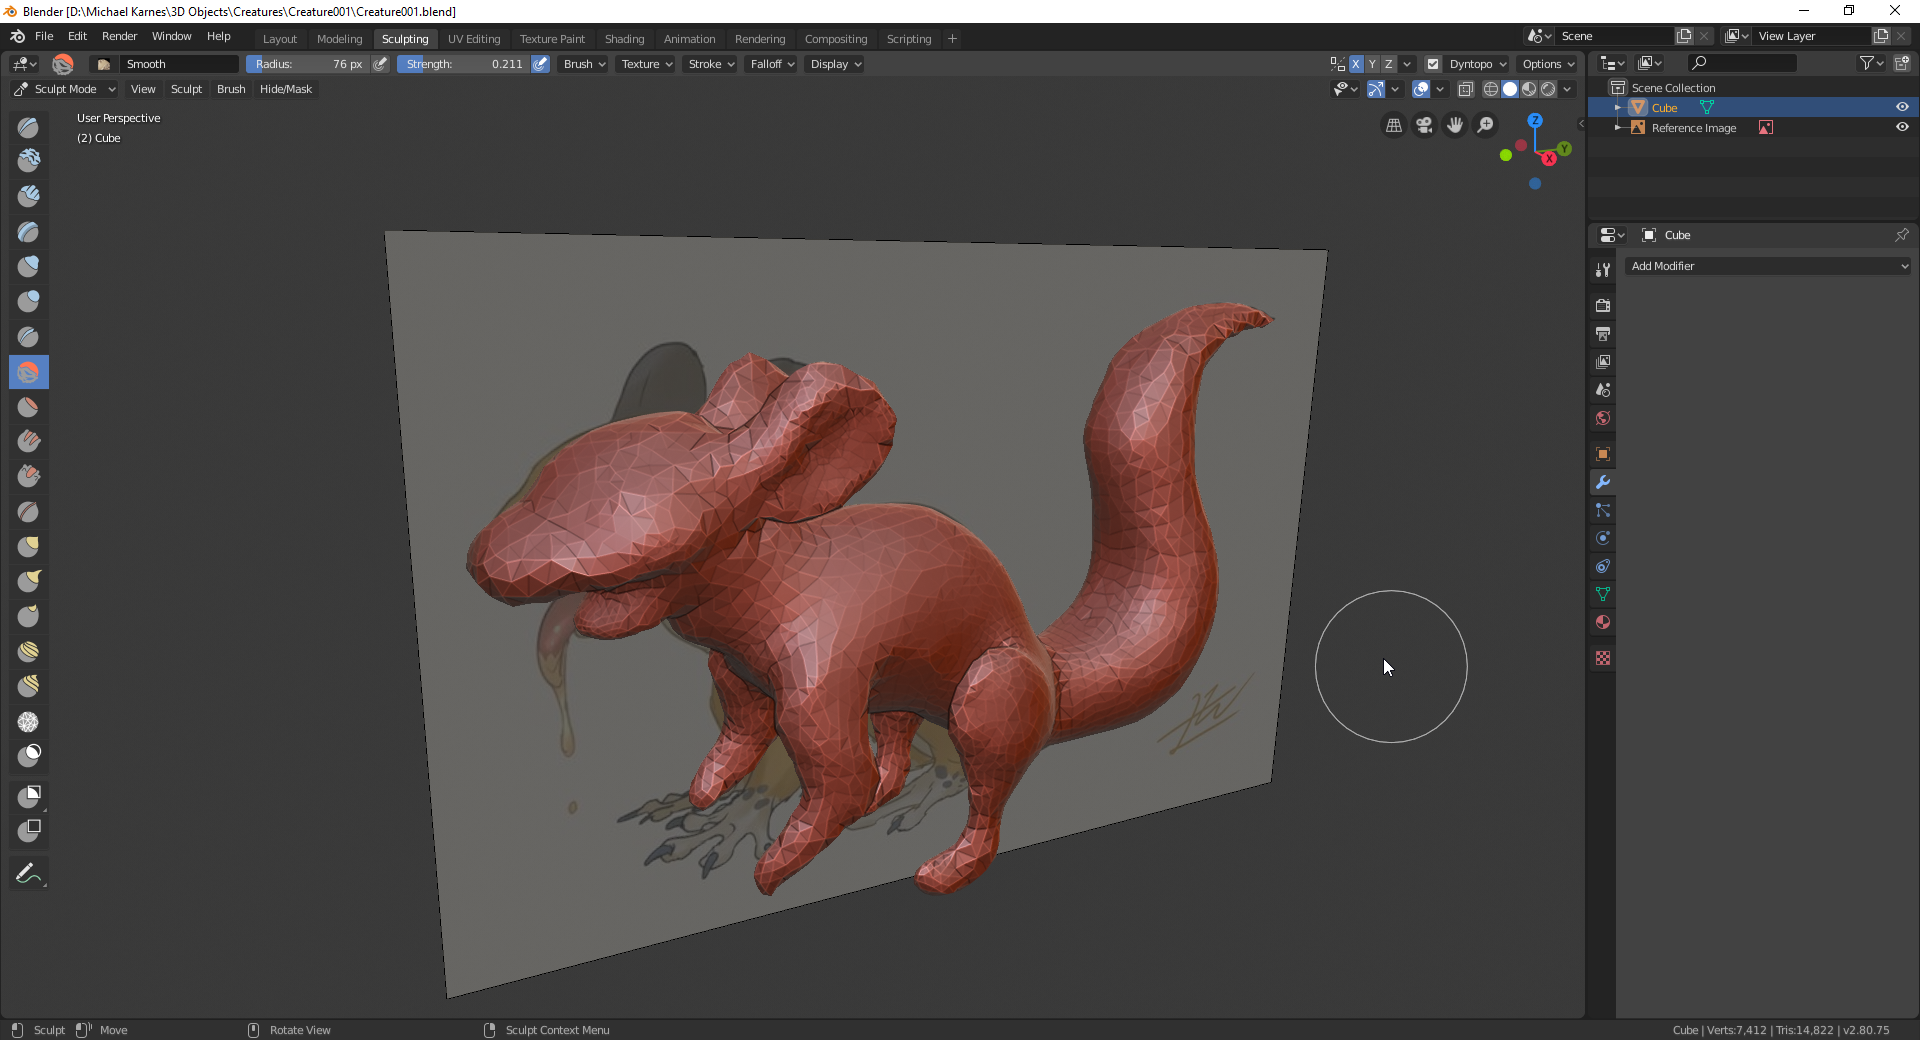 Blender [D:\Michael Karnes\3D Objects\Creatures\Creature001\Creature001.blend]
File Edit Render Window Help Layout Modeling Sculpting UV Editing Texture Paint Shading Animation Rendering Compositing Scripting + Scene View Layer
Smooth Radius: 76 px Strength: 0.211 Brush Texture Stroke Falloff Display X Y Z Dyntopo Options
Sculpt Mode View Sculpt Brush Hide/Mask
Scene Collection
Cube
Reference Image
User Perspective
(2) Cube
Z
Y
X
Cube
Add Modifier
Sculpt Move Rotate View Sculpt Context Menu Cube | Verts:7,412 | Tris:14,822 | v2.80.75